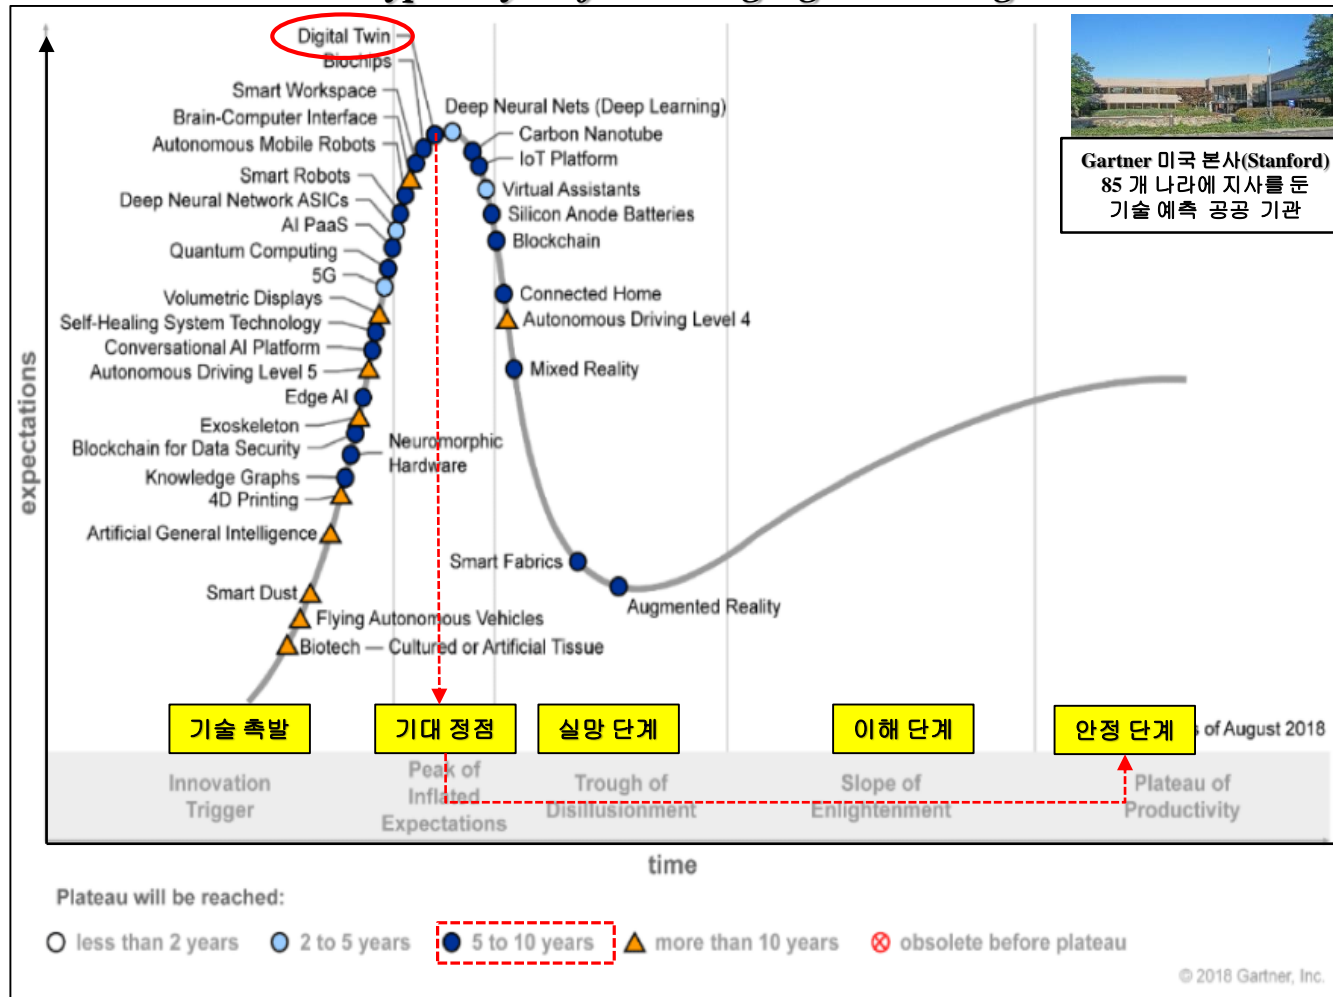 Digital Twin
Biochips
Smart Workspace
Brain-Computer Interface
Autonomous Mobile Robots
Smart Robots
Deep Neural Network ASICs
AI PaaS
Quantum Computing
5G
Volumetric Displays
Self-Healing System Technology
Conversational AI Platform
Autonomous Driving Level 5
Edge AI
Exoskeleton
Blockchain for Data Security
Neuromorphic
Hardware
Knowledge Graphs
4D Printing
Artificial General Intelligence
Smart Dust
Flying Autonomous Vehicles
Biotech — Cultured or Artificial Tissue
Deep Neural Nets (Deep Learning)
Carbon Nanotube
IoT Platform
Virtual Assistants
Silicon Anode Batteries
Blockchain
Connected Home
Autonomous Driving Level 4
Mixed Reality
Smart Fabrics
Augmented Reality
Gartner 미국 본사(Stanford)
85 개 나라에 지사를 둔
기술 예측 공공 기관
expectations
기술 촉발
기대 정점
실망 단계
이해 단계
안정 단계
of August 2018
Innovation
Trigger
Peak of
Inflated
Expectations
Trough of
Disillusionment
Slope of
Enlightenment
Plateau of
Productivity
time
Plateau will be reached:
less than 2 years
2 to 5 years
5 to 10 years
more than 10 years
obsolete before plateau
© 2018 Gartner, Inc.